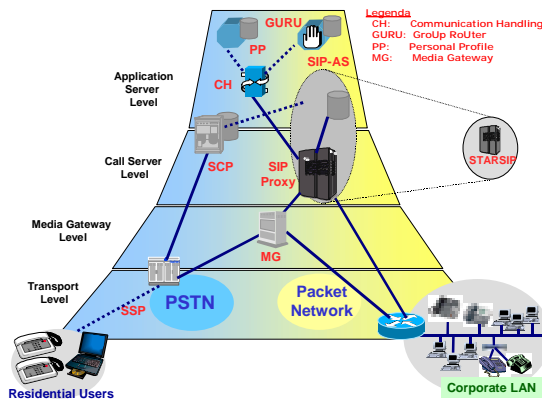 GURU
PP
SIP-AS
CH
Legenda
CH: Communication Handling
GURU: GroUp RoUter
PP: Personal Profile
MG: Media Gateway
Application
Server
Level
SCP
SIP
Proxy
STARSIP
Call Server
Level
Media Gateway
Level
MG
Transport
Level
SSP
PSTN
Packet
Network
Residential Users
Corporate LAN